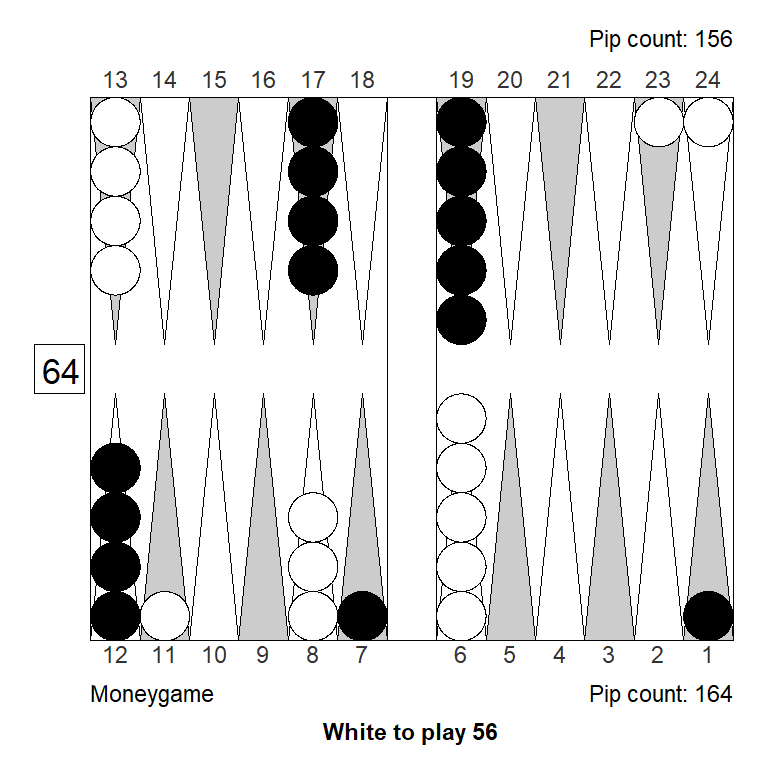 Pip count: 156
13 14 15 16 17 18 19 20 21 22 23 24
64
12 11 10 9 8 7 6 5 4 3 2 1
Moneygame Pip count: 164
White to play 56